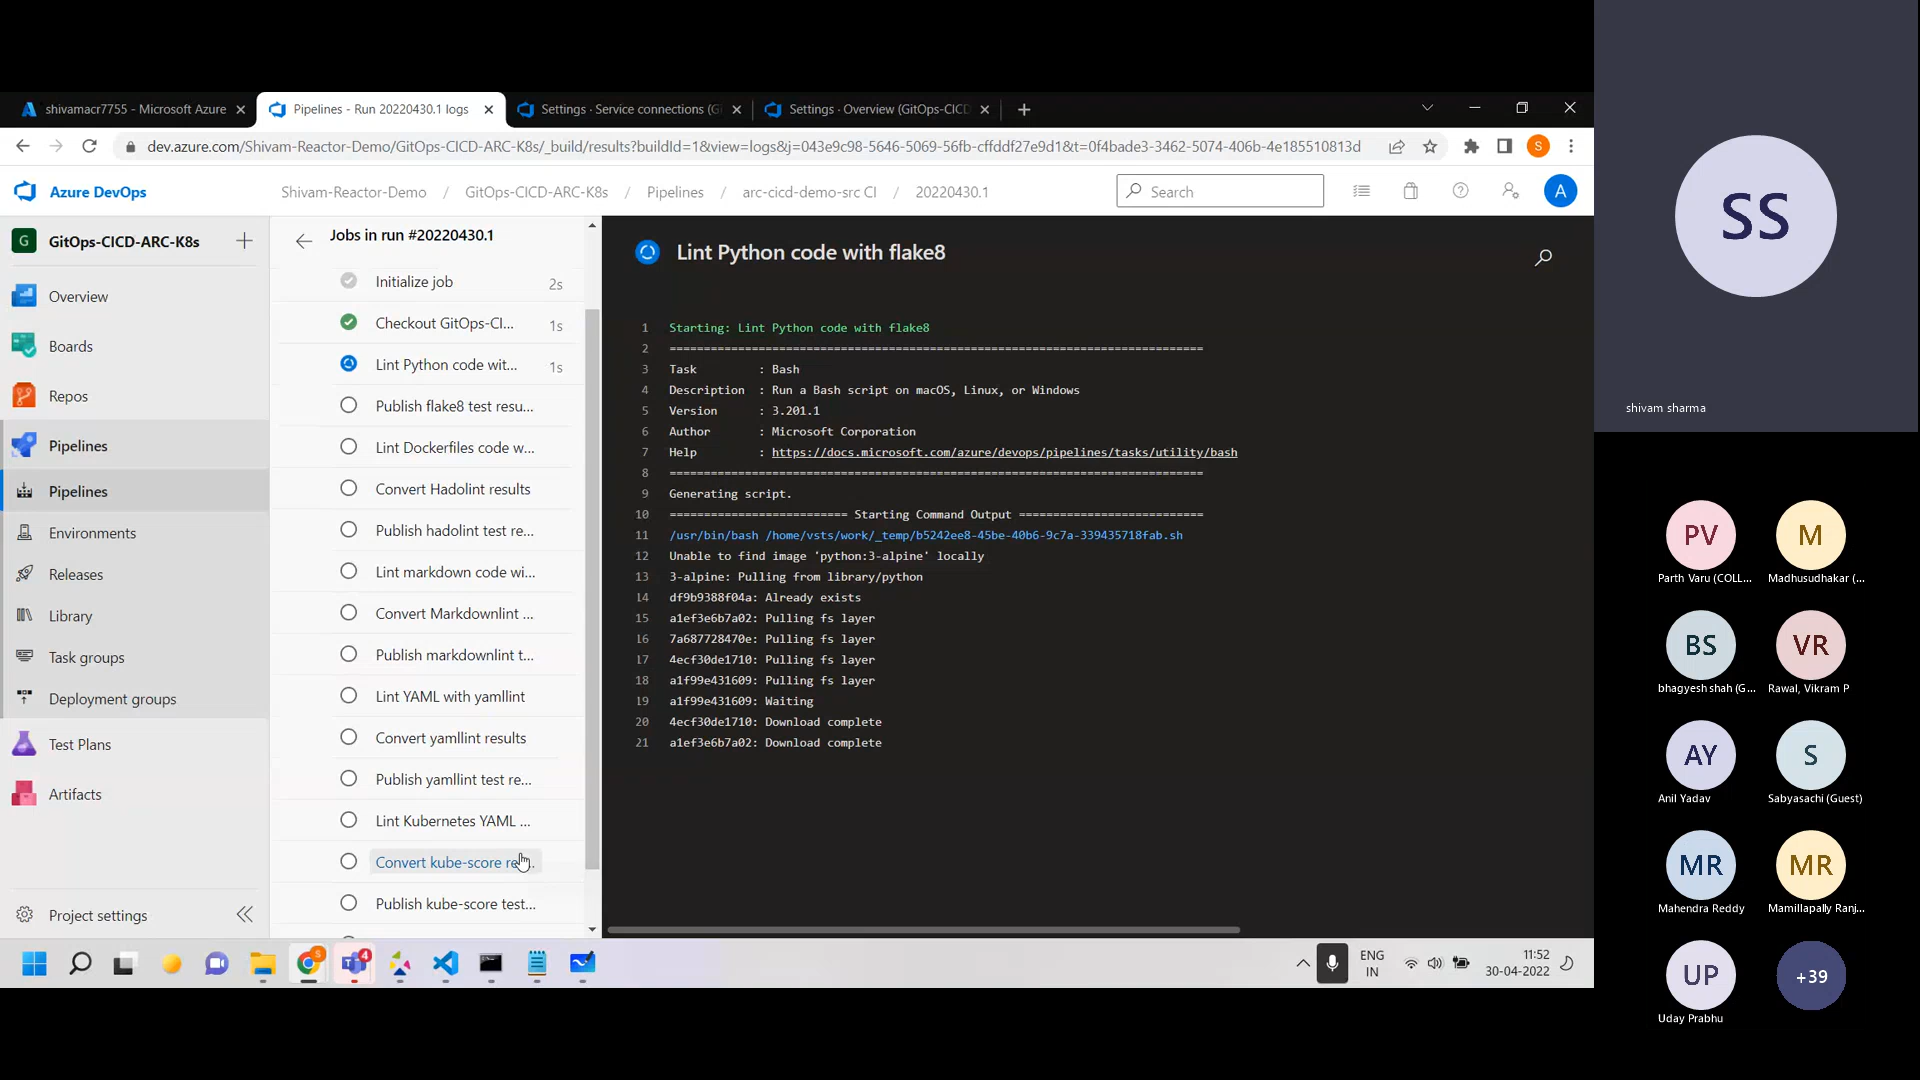 shivamacr7755 - Microsoft Azure
Pipelines - Run 20220430.1 logs
Settings · Service connections (G
Settings · Overview (GitOps-CICD
dev.azure.com/Shivam-Reactor-Demo/GitOps-CICD-ARC-K8s/_build/results?buildId=1&view=logs&j=043e9c98-5646-5069-56fb-cffddf27e9d1&t=0f4bade3-3462-5074-406b-4e185510813d
S
Azure DevOps
Shivam-Reactor-Demo / GitOps-CICD-ARC-K8s / Pipelines / arc-cicd-demo-src CI / 20220430.1
Search
A
G
GitOps-CICD-ARC-K8s
Overview
Boards
Repos
Pipelines
Pipelines
Environments
Releases
Library
Task groups
Deployment groups
Test Plans
Artifacts
Project settings
Jobs in run #20220430.1
Initialize job 2s
Checkout GitOps-CI... 1s
Lint Python code wit... 1s
Publish flake8 test resu...
Lint Dockerfiles code w...
Convert Hadolint results
Publish hadolint test re...
Lint markdown code wi...
Convert Markdownlint ...
Publish markdownlint t...
Lint YAML with yamllint
Convert yamllint results
Publish yamllint test re...
Lint Kubernetes YAML ...
Convert kube-score re...
Publish kube-score test...
Lint Python code with flake8
1 Starting: Lint Python code with flake8
2 ==============================================================================
3 Task : Bash
4 Description : Run a Bash script on macOS, Linux, or Windows
5 Version : 3.201.1
6 Author : Microsoft Corporation
7 Help : https://docs.microsoft.com/azure/devops/pipelines/tasks/utility/bash
8 ==============================================================================
9 Generating script.
10 ========================== Starting Command Output ===========================
11 /usr/bin/bash /home/vsts/work/_temp/b5242ee8-45be-40b6-9c7a-339435718fab.sh
12 Unable to find image 'python:3-alpine' locally
13 3-alpine: Pulling from library/python
14 df9b9388f04a: Already exists
15 a1ef3e6b7a02: Pulling fs layer
16 7a687728470e: Pulling fs layer
17 4ecf30de1710: Pulling fs layer
18 a1f99e431609: Pulling fs layer
19 a1f99e431609: Waiting
20 4ecf30de1710: Download complete
21 a1ef3e6b7a02: Download complete
S
4
ENG
IN
11:52
30-04-2022
SS
shivam sharma
PV
Parth Varu (COLL...
M
Madhusudhakar (...
BS
bhagyesh shah (G...
VR
Rawal, Vikram P
AY
Anil Yadav
S
Sabyasachi (Guest)
MR
Mahendra Reddy
MR
Mamillapally Ranj...
UP
Uday Prabhu
+39